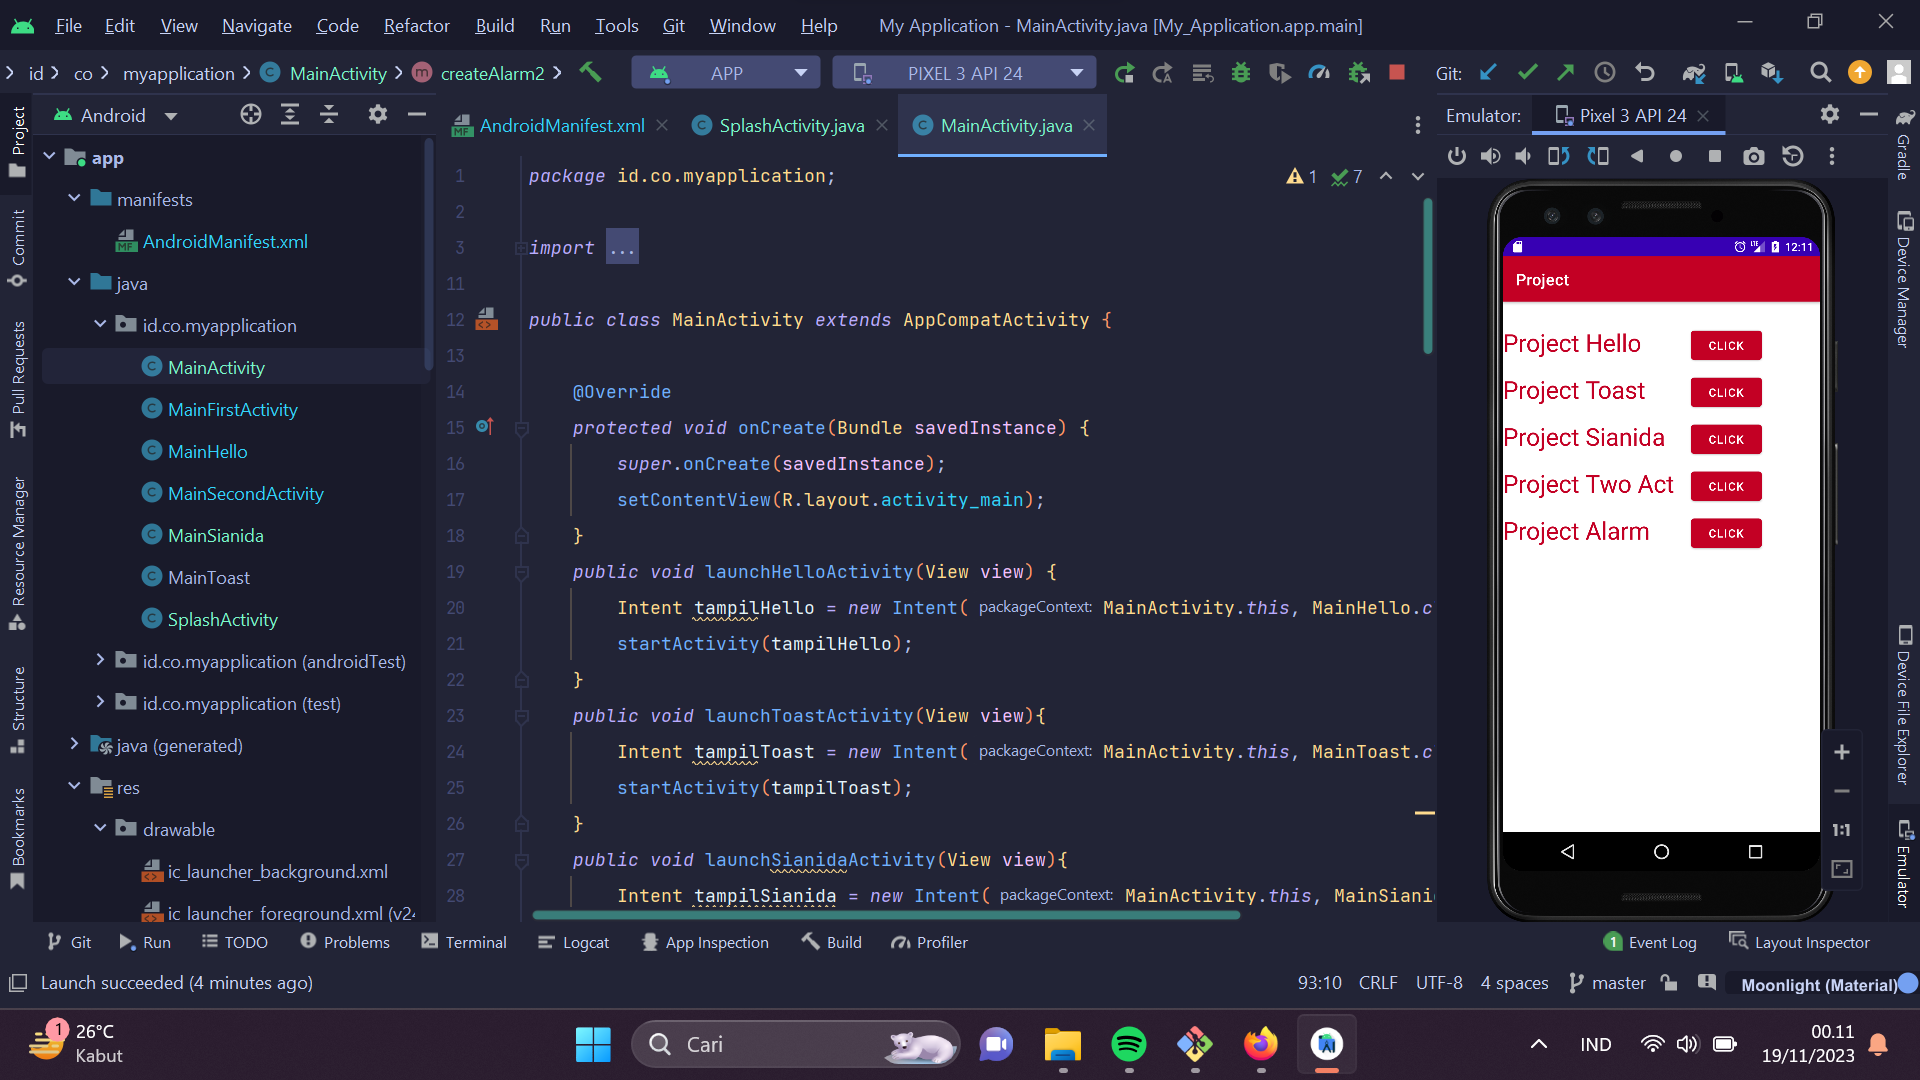 File Edit View Navigate Code Refactor Build Run Tools Git Window Help My Application - MainActivity.java [My_Application.app.main]
id co myapplication MainActivity createAlarm2 APP PIXEL 3 API 24 Git:
Android AndroidManifest.xml SplashActivity.java MainActivity.java Emulator: Pixel 3 API 24
Project
Commit
Pull Requests
Resource Manager
Structure
Bookmarks
app
manifests
AndroidManifest.xml
java
id.co.myapplication
MainActivity
MainFirstActivity
MainHello
MainSecondActivity
MainSianida
MainToast
SplashActivity
id.co.myapplication (androidTest)
id.co.myapplication (test)
java (generated)
res
drawable
ic_launcher_background.xml
ic_launcher_foreground.xml (v24
1 package id.co.myapplication;
1 7
2
3 import ...
11
12 public class MainActivity extends AppCompatActivity {
13
14 @Override
15 protected void onCreate(Bundle savedInstance) {
16 super.onCreate(savedInstance);
17 setContentView(R.layout.activity_main);
18 }
19 public void launchHelloActivity(View view) {
20 Intent tampilHello = new Intent( packageContext: MainActivity.this, MainHello.c
21 startActivity(tampilHello);
22 }
23 public void launchToastActivity(View view){
24 Intent tampilToast = new Intent( packageContext: MainActivity.this, MainToast.c
25 startActivity(tampilToast);
26 }
27 public void launchSianidaActivity(View view){
28 Intent tampilSianida = new Intent( packageContext: MainActivity.this, MainSiani
LTE 12:11
Project
Project Hello CLICK
Project Toast CLICK
Project Sianida CLICK
Project Two Act CLICK
Project Alarm CLICK
1:1
Gradle
Device Manager
Device File Explorer
Emulator
Git Run TODO Problems Terminal Logcat App Inspection Build Profiler 1 Event Log Layout Inspector
Launch succeeded (4 minutes ago) 93:10 CRLF UTF-8 4 spaces master Moonlight (Material)
1 26°C
Kabut
Cari
IND
00.11
19/11/2023